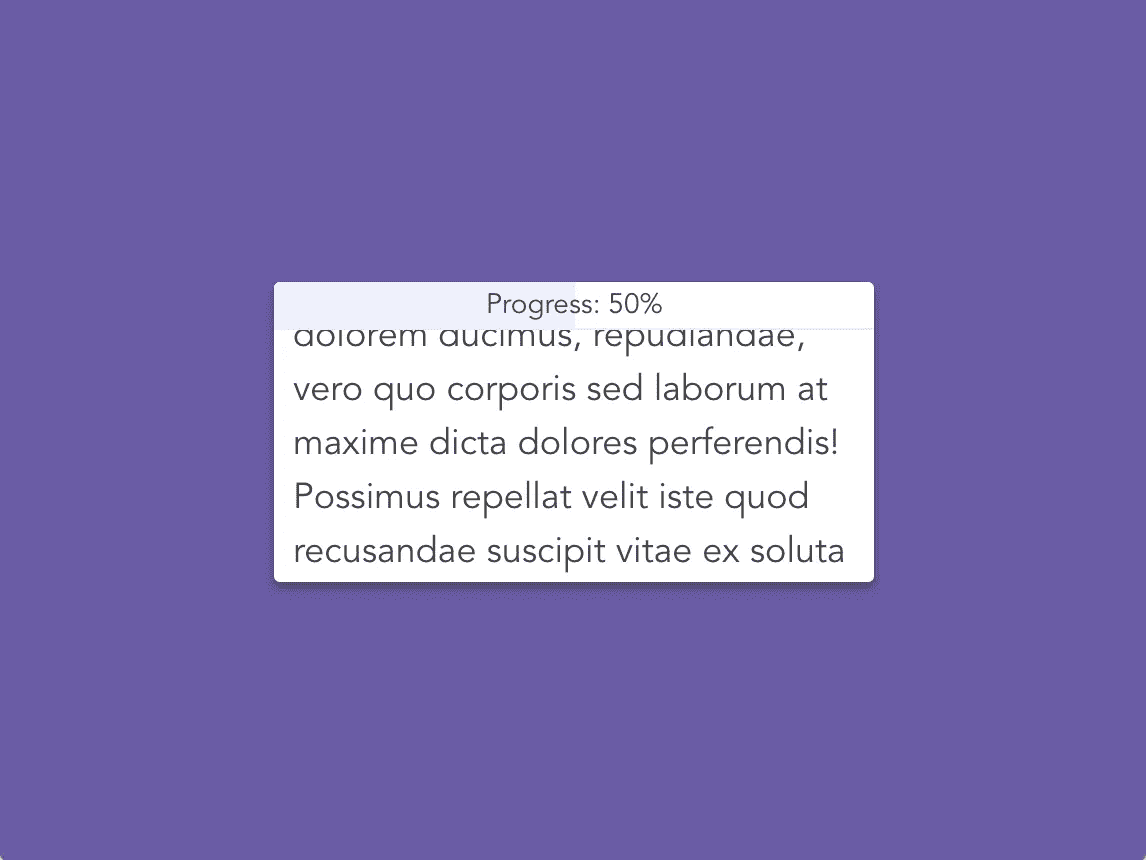 Progress: 50%
dolorem ducimus, repudiandae,
vero quo corporis sed laborum at
maxime dicta dolores perferendis!
Possimus repellat velit iste quod
recusandae suscipit vitae ex soluta